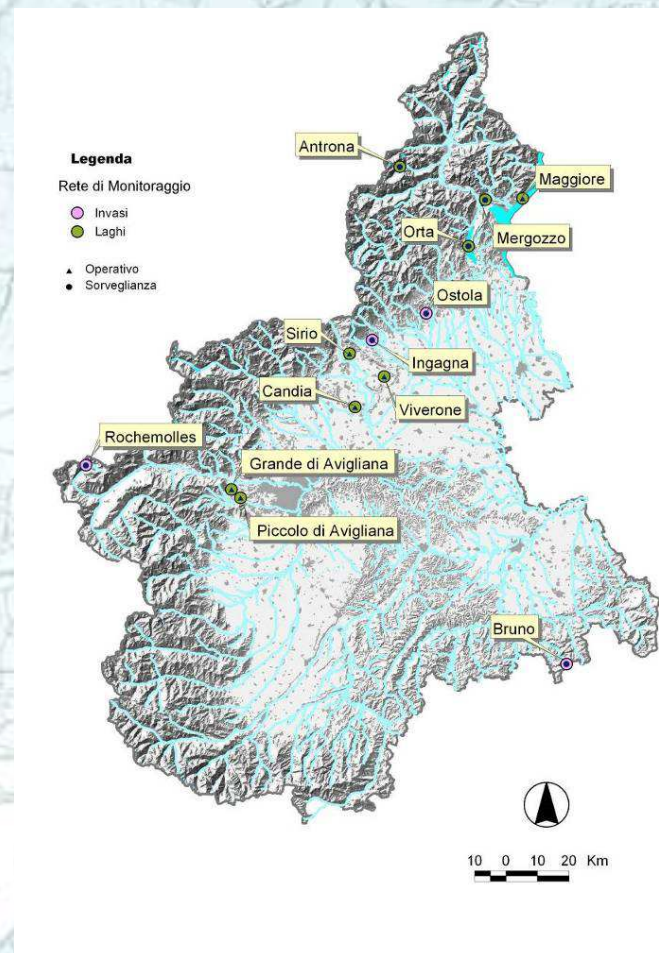 Legenda
Rete di Monitoraggio
Invasi
Laghi
Operativo
Sorveglianza
Antrona
Maggiore
Orta
Mergozzo
Ostola
Sirio
Ingagna
Candia
Viverone
Rochemolles
Grande di Avigliana
Piccolo di Avigliana
Bruno
10 0 10 20 Km